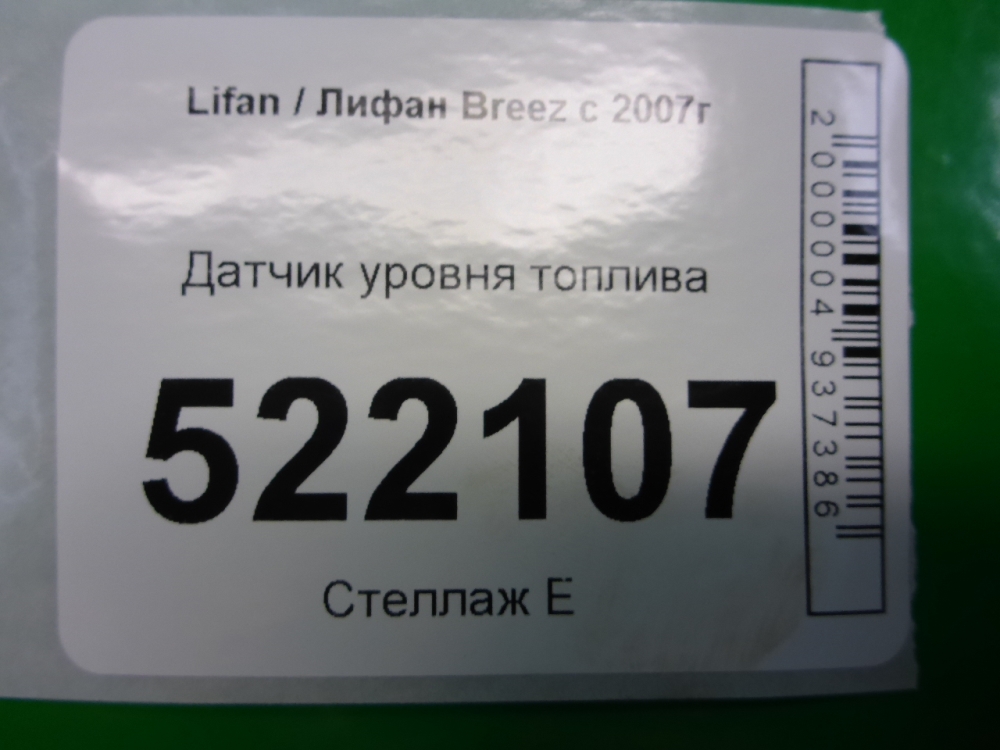 Lifan / Лифан Breez с 2007г
Датчик уровня топлива
522107
Стеллаж Ё
2000004937386